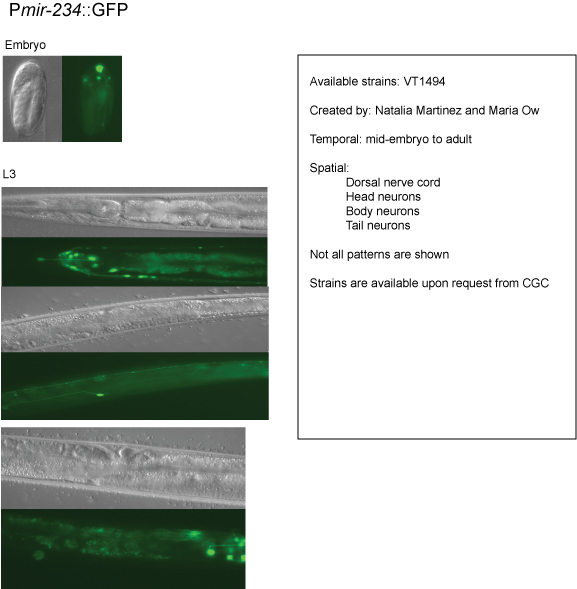 Pmir-234::GFP
Embryo
L3
Available strains: VT1494
Created by: Natalia Martinez and Maria Ow
Temporal: mid-embryo to adult
Spatial:
Dorsal nerve cord
Head neurons
Body neurons
Tail neurons
Not all patterns are shown
Strains are available upon request from CGC